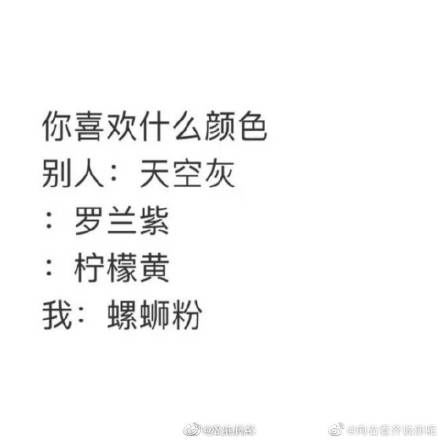 你喜欢什么颜色
别人：天空灰
：罗兰紫
：柠檬黄
我：螺蛳粉